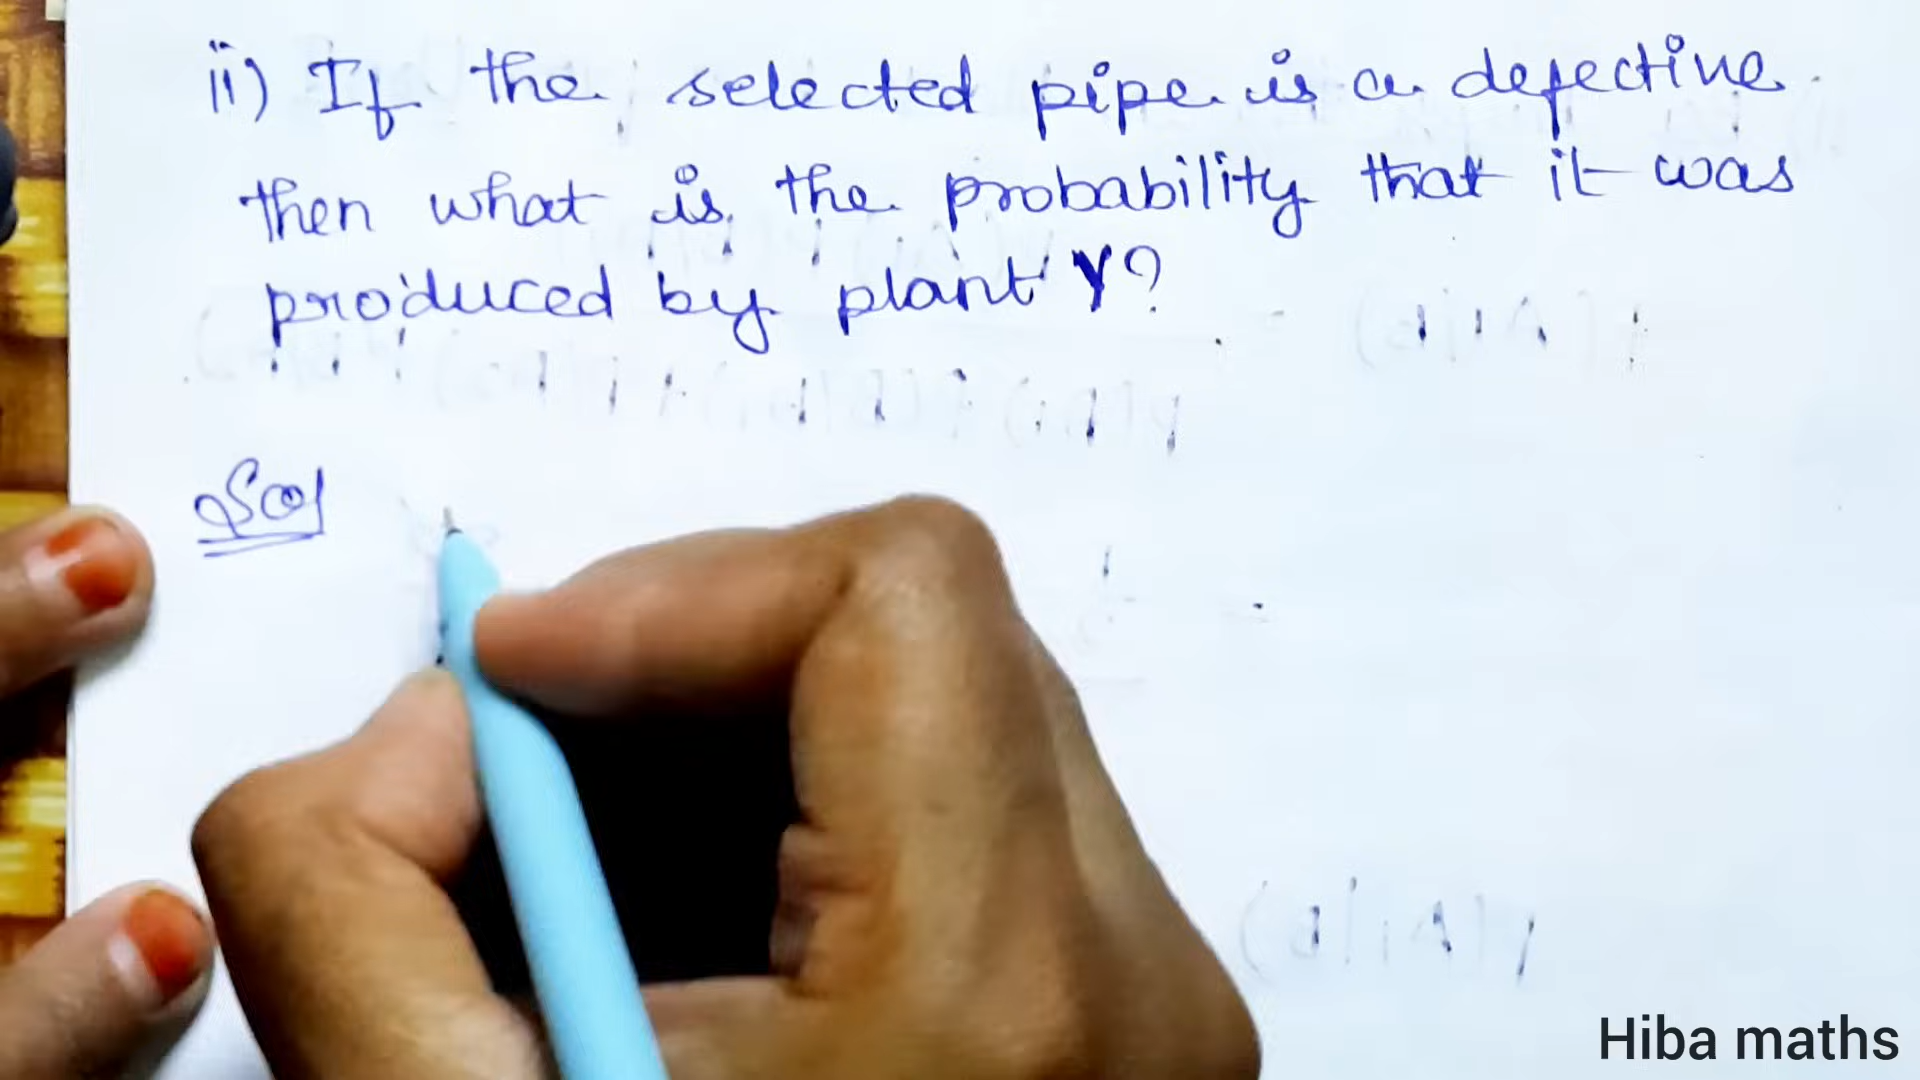 ii) If the selected pipe is a defective
then what is the probability that it was
produced by plant Y?
Sol
Hiba maths